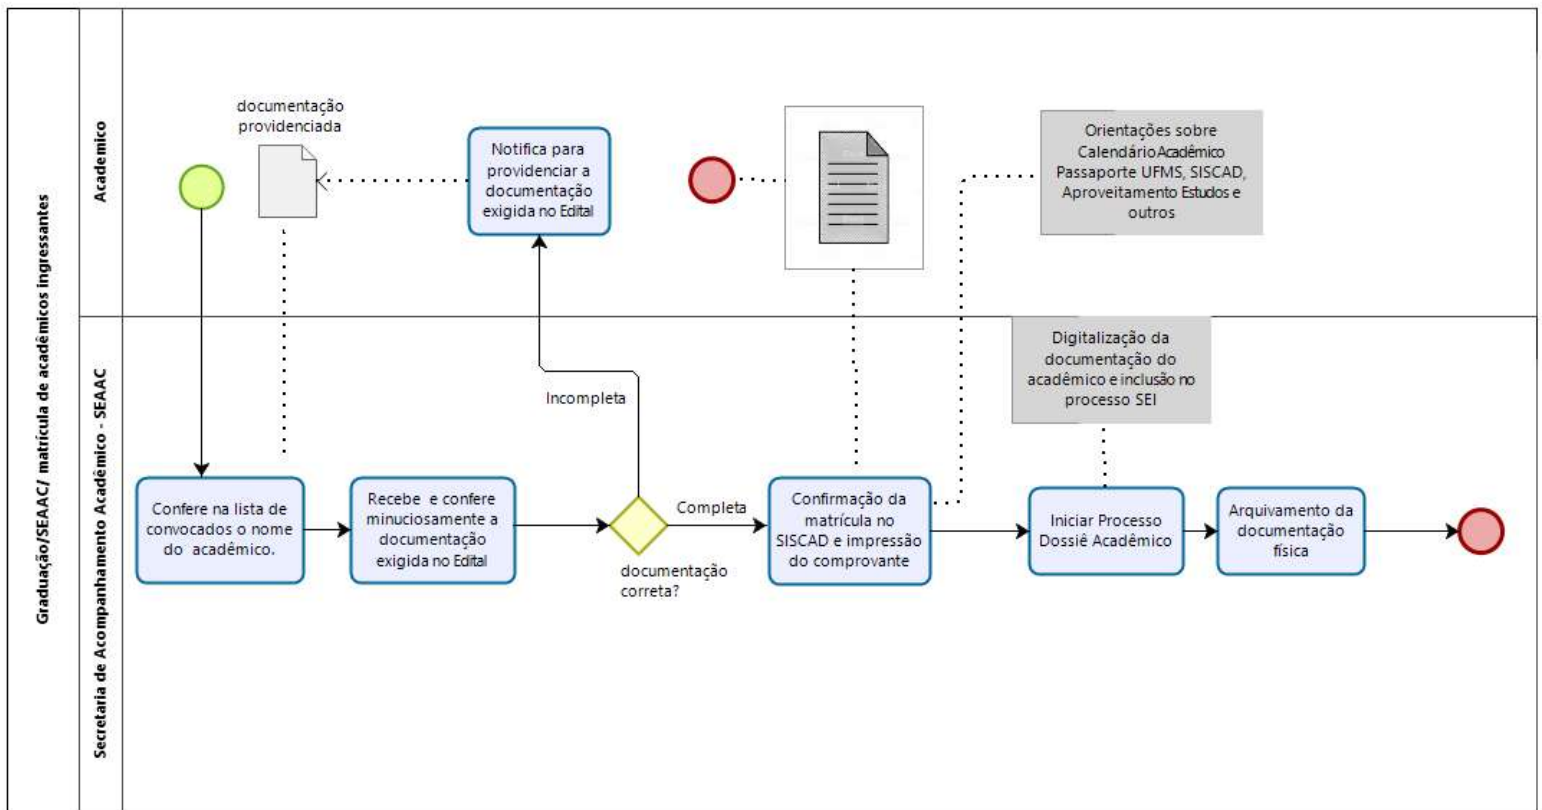 Graduação/SEAAC/ matrícula de acadêmicos ingressantes
Academico
documentação
providenciada
Notifica para
providenciar a
documentação
exigida no Edital
Orientações sobre
Calendário Acadêmico
Passaporte UFMS, SISCAD,
Aproveitamento Estudos e
outros
Secretaria de Acompanhamento Acadêmico - SEAAC
Digitalização da
documentação do
acadêmico e inclusão no
processo SEI
Incompleta
Confere na lista de
convocados o nome
do acadêmico.
Recebe e confere
minuciosamente a
documentação
exigida no Edital
documentação
correta?
Completa
Confirmação da
matrícula no
SISCAD e impressão
do comprovante
Iniciar Processo
Dossiê Acadêmico
Arquivamento da
documentação
física